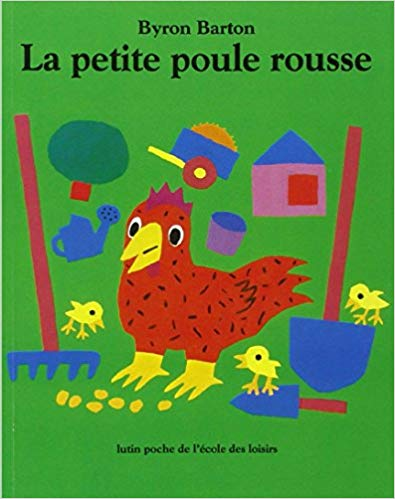 Byron Barton
La petite poule rousse
lutin poche de l'école des loisirs